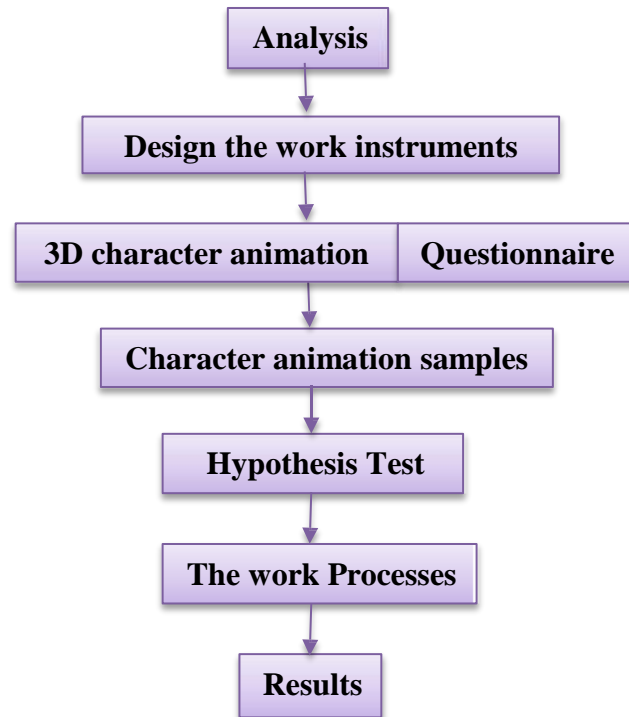 Analysis
Design the work instruments
3D character animation
Questionnaire
Character animation samples
Hypothesis Test
The work Processes
Results